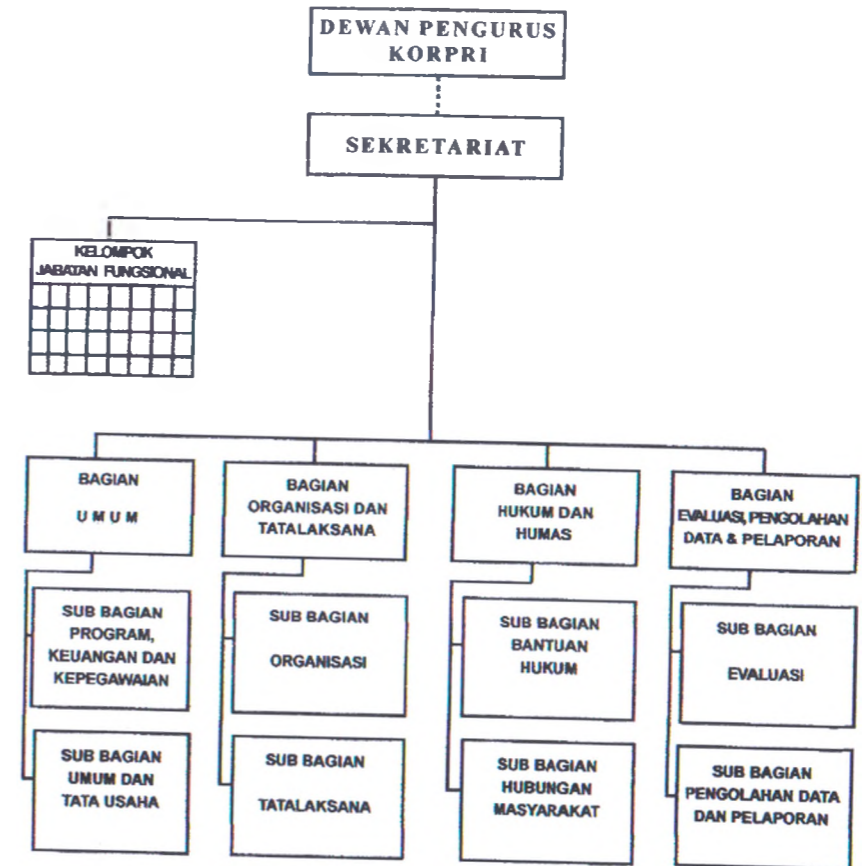 DEWAN PENGURUS
KORPRI
SEKRETARIAT
KELOMPOK
JABATAN FUNGSIONAL
BAGIAN
UMUM
BAGIAN
ORGANISASI DAN
TATALAKSANA
BAGIAN
HUKUM DAN
HUMAS
BAGIAN
EVALUASI, PENGOLAHAN
DATA & PELAPORAN
SUB BAGIAN
PROGRAM,
KEUANGAN DAN
KEPEGAWAIAN
SUB BAGIAN
ORGANISASI
SUB BAGIAN
BANTUAN
HUKUM
SUB BAGIAN
EVALUASI
SUB BAGIAN
UMUM DAN
TATA USAHA
SUB BAGIAN
TATALAKSANA
SUB BAGIAN
HUBUNGAN
MASYARAKAT
SUB BAGIAN
PENGOLAHAN DATA
DAN PELAPORAN